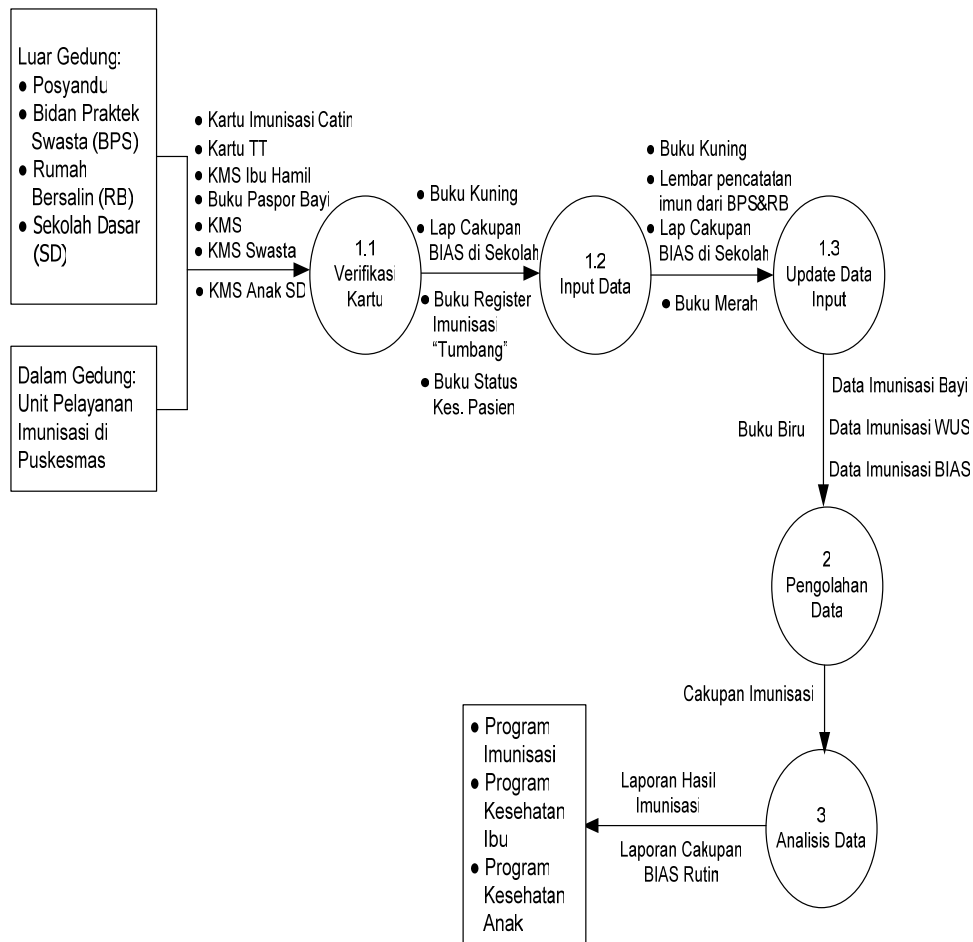 Luar Gedung:
● Posyandu
● Bidan Praktek
Swasta (BPS)
● Rumah
Bersalin (RB)
● Sekolah Dasar
(SD)
Dalam Gedung:
Unit Pelayanan
Imunisasi di
Puskesmas
● Kartu Imunisasi Catin
● Kartu TT
● KMS Ibu Hamil
● Buku Paspor Bayi
● KMS
● KMS Swasta
● KMS Anak SD
1.1
Verifikasi
Kartu
● Buku Kuning
● Lap Cakupan
BIAS di Sekolah
● Buku Register
Imunisasi
“Tumbang”
● Buku Status
Kes. Pasien
1.2
Input Data
● Buku Kuning
● Lembar pencatatan
imun dari BPS&RB
● Lap Cakupan
BIAS di Sekolah
● Buku Merah
1.3
Update Data
Input
Buku Biru
Data Imunisasi Bayi
Data Imunisasi WUS
Data Imunisasi BIAS
2
Pengolahan
Data
Cakupan Imunisasi
3
Analisis Data
Laporan Hasil
Imunisasi
Laporan Cakupan
BIAS Rutin
● Program
Imunisasi
● Program
Kesehatan
Ibu
● Program
Kesehatan
Anak